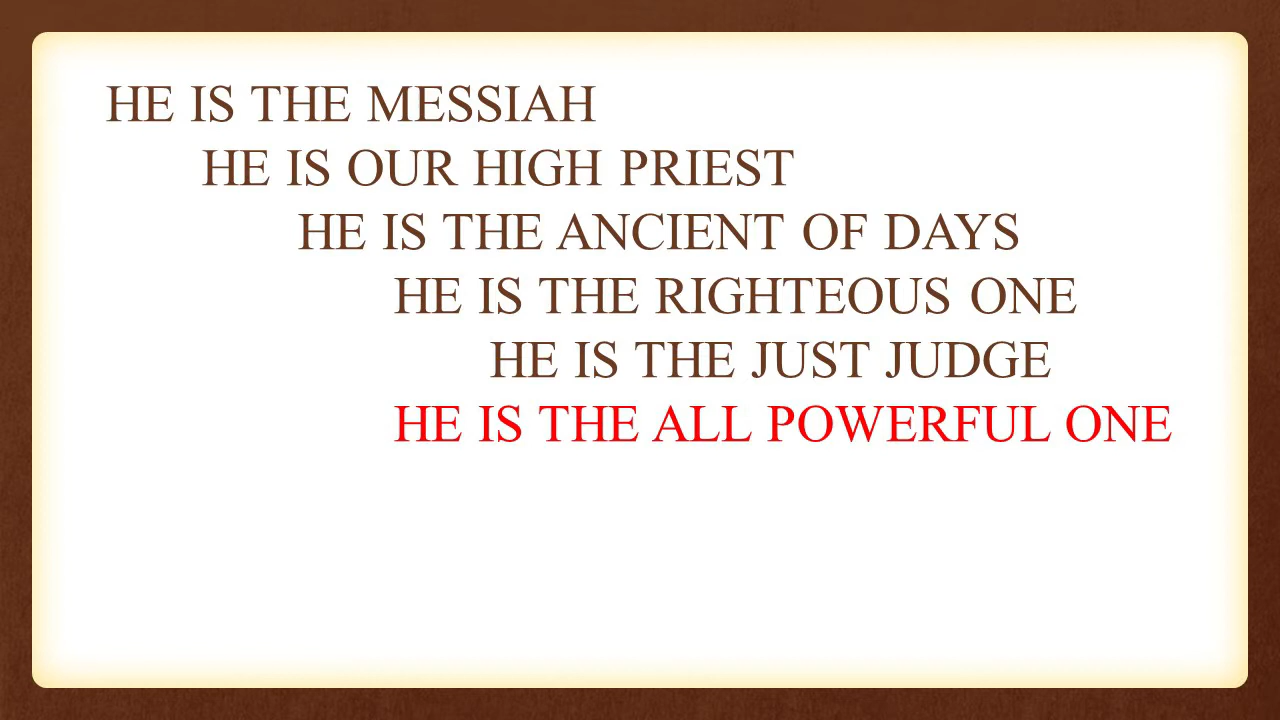 HE IS THE MESSIAH
HE IS OUR HIGH PRIEST
HE IS THE ANCIENT OF DAYS
HE IS THE RIGHTEOUS ONE
HE IS THE JUST JUDGE
HE IS THE ALL POWERFUL ONE